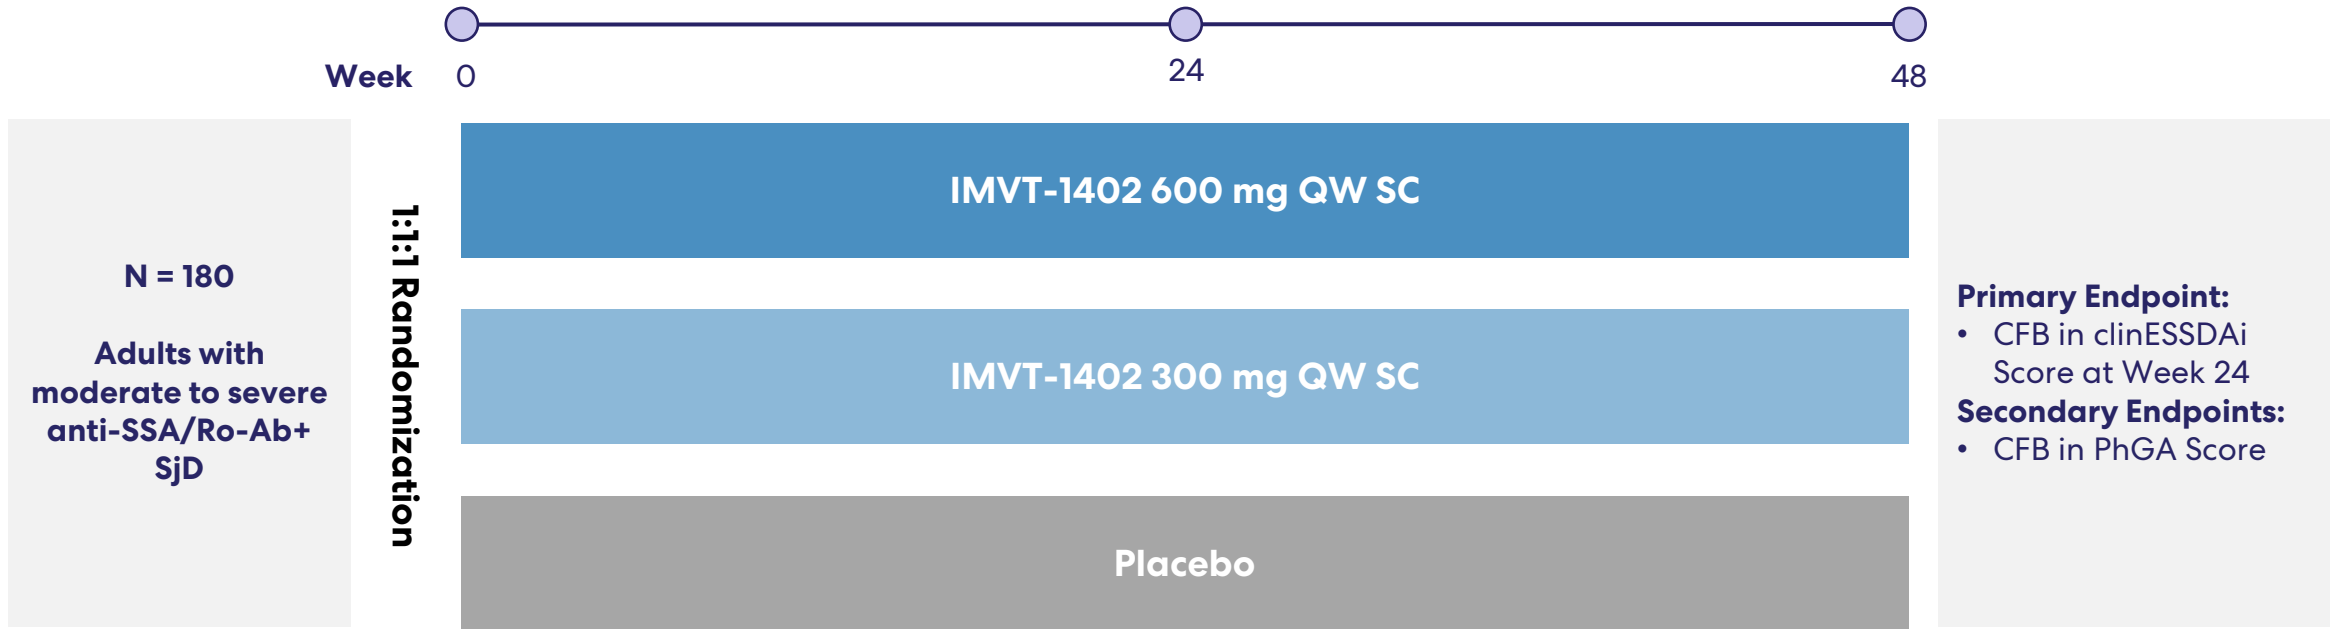 Week 0 24 48
N = 180
Adults with
moderate to severe
anti-SSA/Ro-Ab+
SjD
1:1:1 Randomization
IMVT-1402 600 mg QW SC
IMVT-1402 300 mg QW SC
Placebo
Primary Endpoint:
• CFB in clinESSDAi
Score at Week 24
Secondary Endpoints:
• CFB in PhGA Score